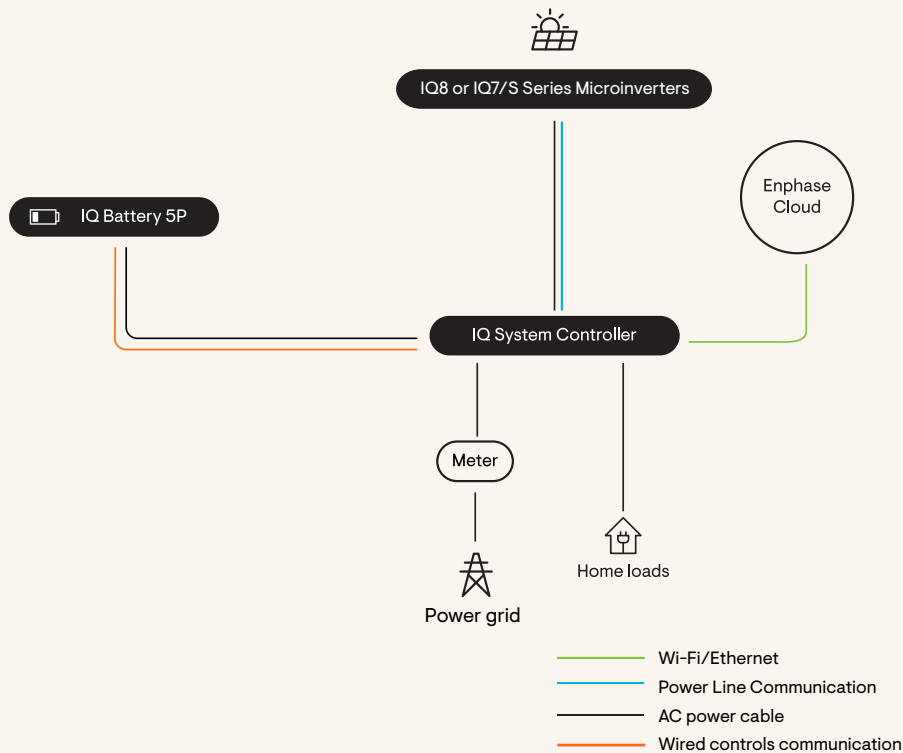 IQ8 or IQ7/S Series Microinverters
Enphase
Cloud
IQ Battery 5P
IQ System Controller
Meter
Home loads
Power grid
Wi-Fi/Ethernet
Power Line Communication
AC power cable
Wired controls communication